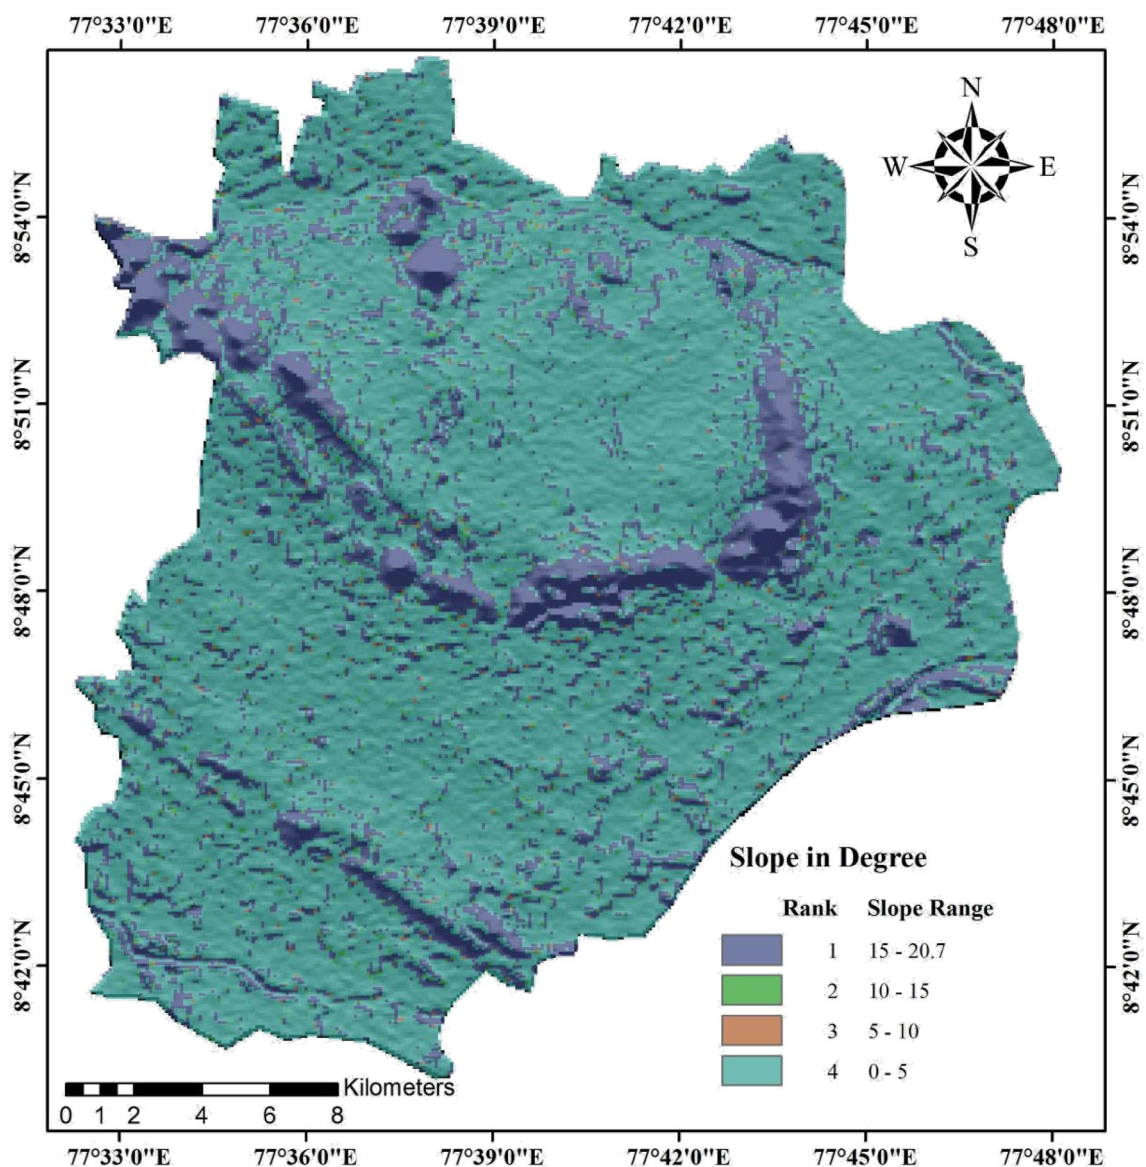 77°33'0"E 77°36'0"E 77°39'0"E 77°42'0"E 77°45'0"E 77°48'0"E
N
W E
S
8°54'0"N 8°54'0"N
8°51'0"N 8°51'0"N
8°48'0"N 8°48'0"N
8°45'0"N 8°45'0"N
8°42'0"N 8°42'0"N
Slope in Degree
Rank Slope Range
1 15 - 20.7
2 10 - 15
3 5 - 10
4 0 - 5
Kilometers
0 1 2 4 6 8
77°33'0"E 77°36'0"E 77°39'0"E 77°42'0"E 77°45'0"E 77°48'0"E